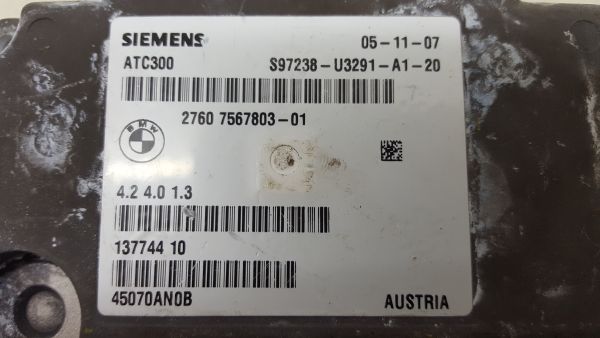 SIEMENS 05-11-07
ATC300 S97238-U3291-A1-20
2760 7567803-01
BMW
4.2 4.0 1.3
137744 10
45070AN0B AUSTRIA